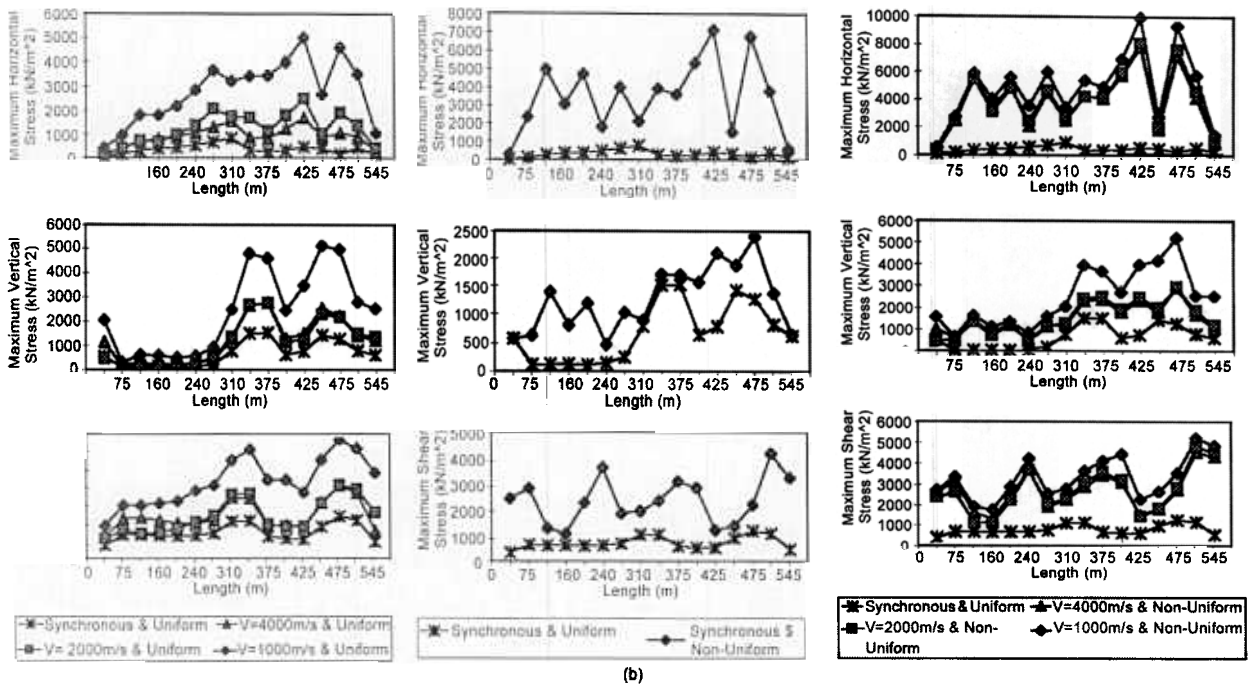 Maximum Horizontal
Stress (kN/m^2)
6000
5000
4000
3000
2000
1000
0
0 75 160 240 310 375 425 475 545
Length (m)
Maximum Horizontal
Stress (kN/m^2)
8000
7000
6000
5000
4000
3000
2000
1000
0
0 75 160 240 310 375 425 475 545
Length (m)
Maximum Horizontal
Stress (kN/m^2)
10000
8000
6000
4000
2000
0
75 160 240 310 375 425 475 545
Length (m)
Maximum Vertical
Stress (kN/m^2)
6000
5000
4000
3000
2000
1000
0
75 160 240 310 375 425 475 545
Length (m)
Maximum Vertical
Stress (kN/m^2)
2500
2000
1500
1000
500
0
0 75 160 240 310 375 425 475 545
Length (m)
Maximum Vertical
Stress (kN/m^2)
6000
5000
4000
3000
2000
1000
0
75 160 240 310 375 425 475 545
Length (m)
0 75 160 240 310 375 425 475 545
Length (m)
Maximum Shear
Stress (kN/m^2)
5000
4000
3000
2000
1000
0
0 75 160 240 310 375 425 475 545
Length (m)
Maximum Shear
Stress (kN/m^2)
6000
5000
4000
3000
2000
1000
0
75 160 240 310 375 425 475 545
Length (m)
Synchronous & Uniform V=4000m/s & Uniform
V= 2000m/s & Uniform V=1000m/s & Uniform
Synchronous & Uniform Synchronous $
Non-Uniform
Synchronous & Uniform V=4000m/s & Non-Uniform
V=2000m/s & Non-
Uniform V=1000m/s & Non-Uniform
(b)